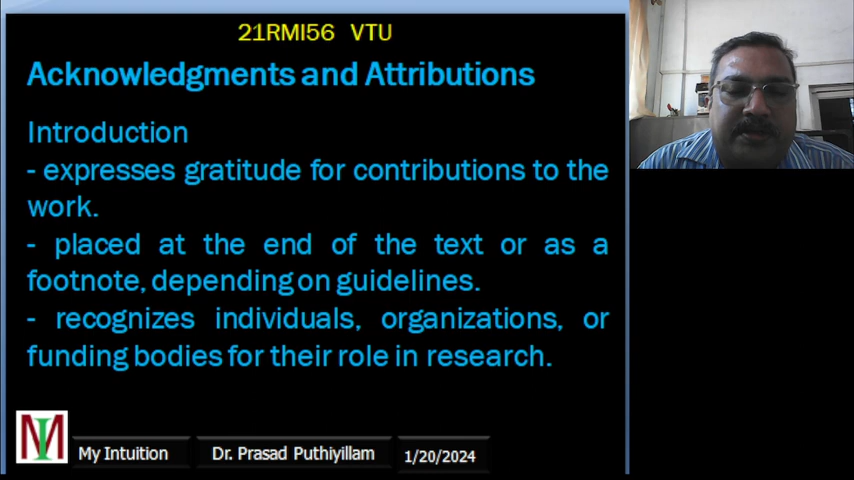 21RMI56 VTU
Acknowledgments and Attributions
Introduction
- expresses gratitude for contributions to the
work.
- placed at the end of the text or as a
footnote, depending on guidelines.
- recognizes individuals, organizations, or
funding bodies for their role in research.
MI
My Intuition
Dr. Prasad Puthiyillam
1/20/2024